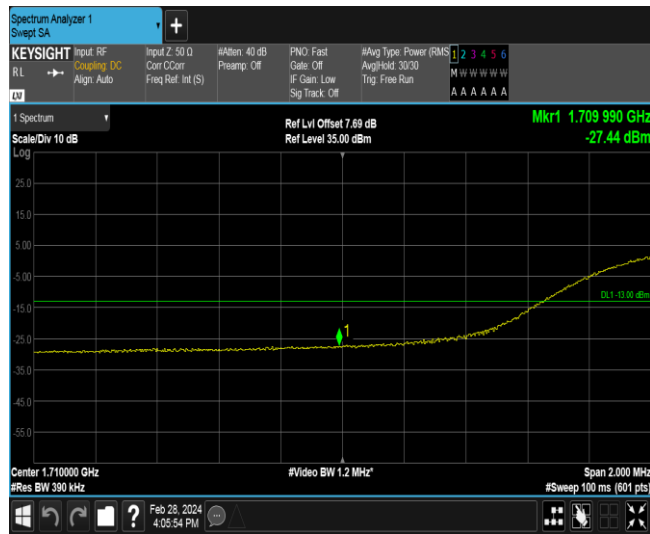 Spectrum Analyzer 1
Swept SA
+
KEYSIGHT
RL
LXI
Input: RF
Coupling: DC
Align: Auto
Input Z: 50 Ω
Corr CCorr
Freq Ref: Int (S)
#Atten: 40 dB
Preamp: Off
PNO: Fast
Gate: Off
IF Gain: Low
Sig Track: Off
#Avg Type: Power (RMS
Avg|Hold: 30/30
Trig: Free Run
1 2 3 4 5 6
M W W W W W
A A A A A A
1 Spectrum
Scale/Div 10 dB
Log
Ref Lvl Offset 7.69 dB
Ref Level 35.00 dBm
Mkr1 1.709 990 GHz
-27.44 dBm
25.0
15.0
5.00
-5.00
DL1 -13.00 dBm
-15.0
1
-25.0
-35.0
-45.0
-55.0
Center 1.710000 GHz
#Res BW 390 kHz
#Video BW 1.2 MHz*
Span 2.000 MHz
#Sweep 100 ms (601 pts)
?
Feb 28, 2024
4:05:54 PM